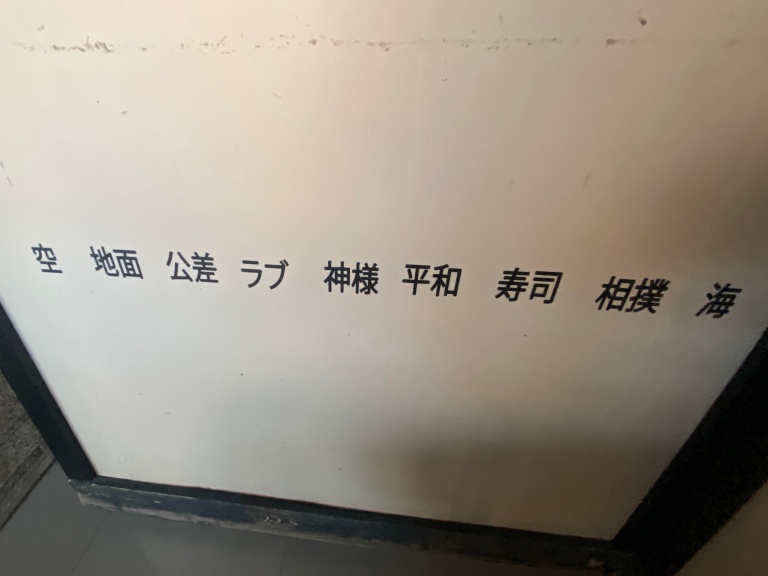 空 地面 公差 ラブ 神様 平和 寿司 相撲 海